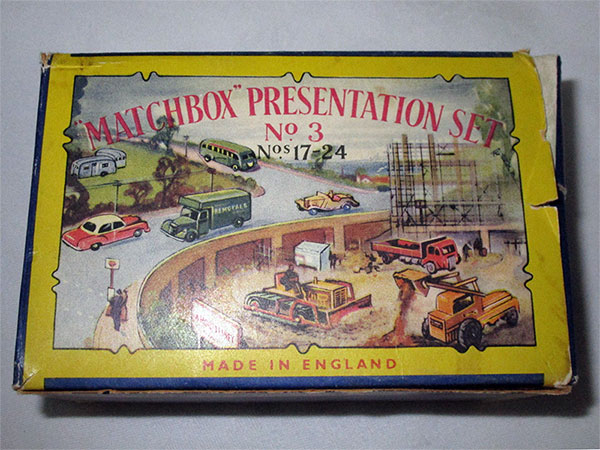 "MATCHBOX" PRESENTATION SET
Nº 3
Nºs 17-24
REMOVALS
MADE IN ENGLAND